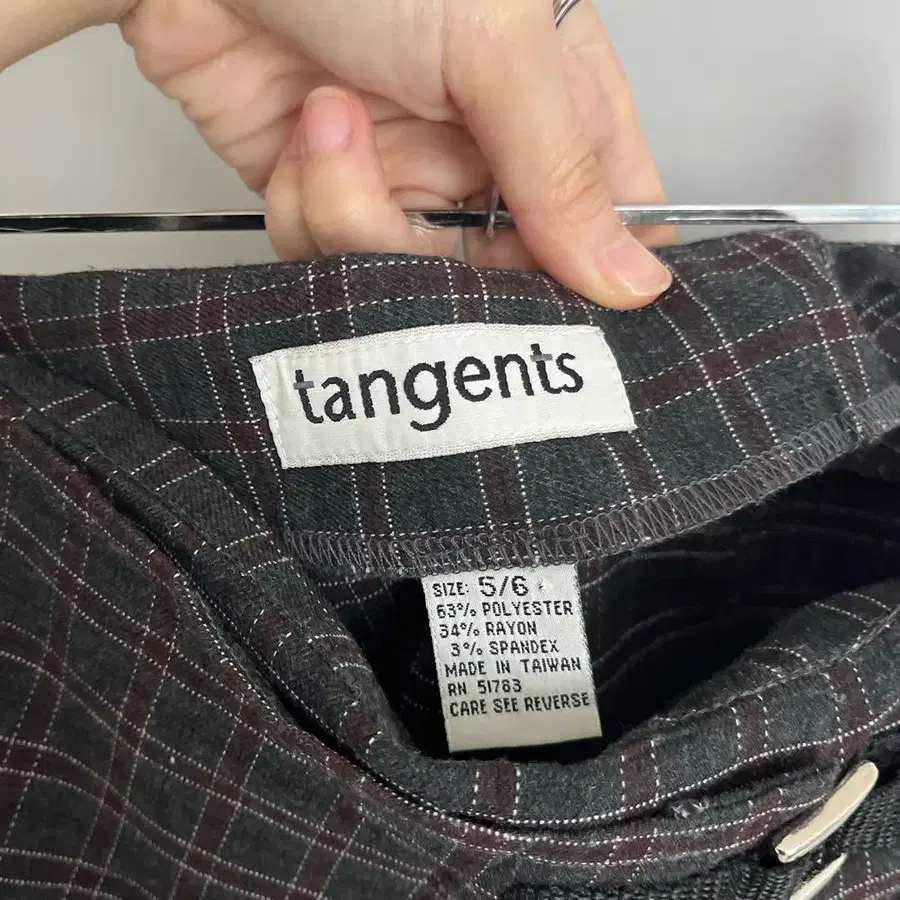 tangents
SIZE: 5/6
63% POLYESTER
34% RAYON
3% SPANDEX
MADE IN TAIWAN
RN 51783
CARE SEE REVERSE